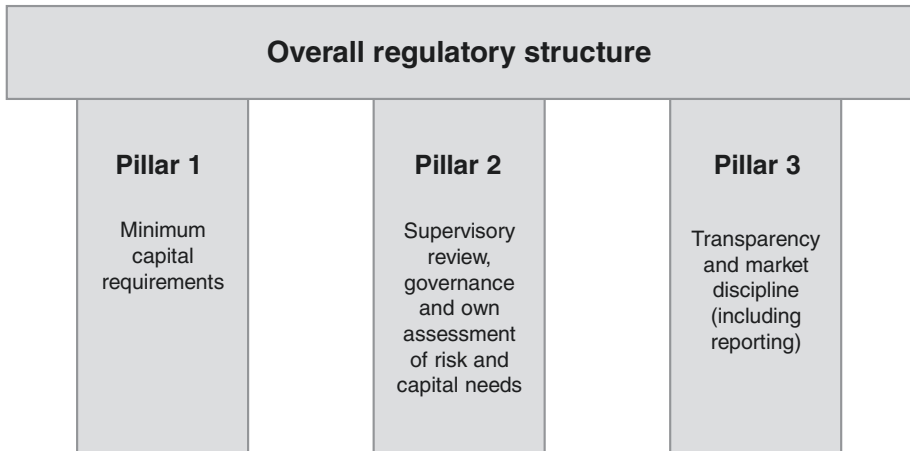 Overall regulatory structure
Pillar 1
Minimum
capital
requirements
Pillar 2
Supervisory
review,
governance
and own
assessment
of risk and
capital needs
Pillar 3
Transparency
and market
discipline
(including
reporting)